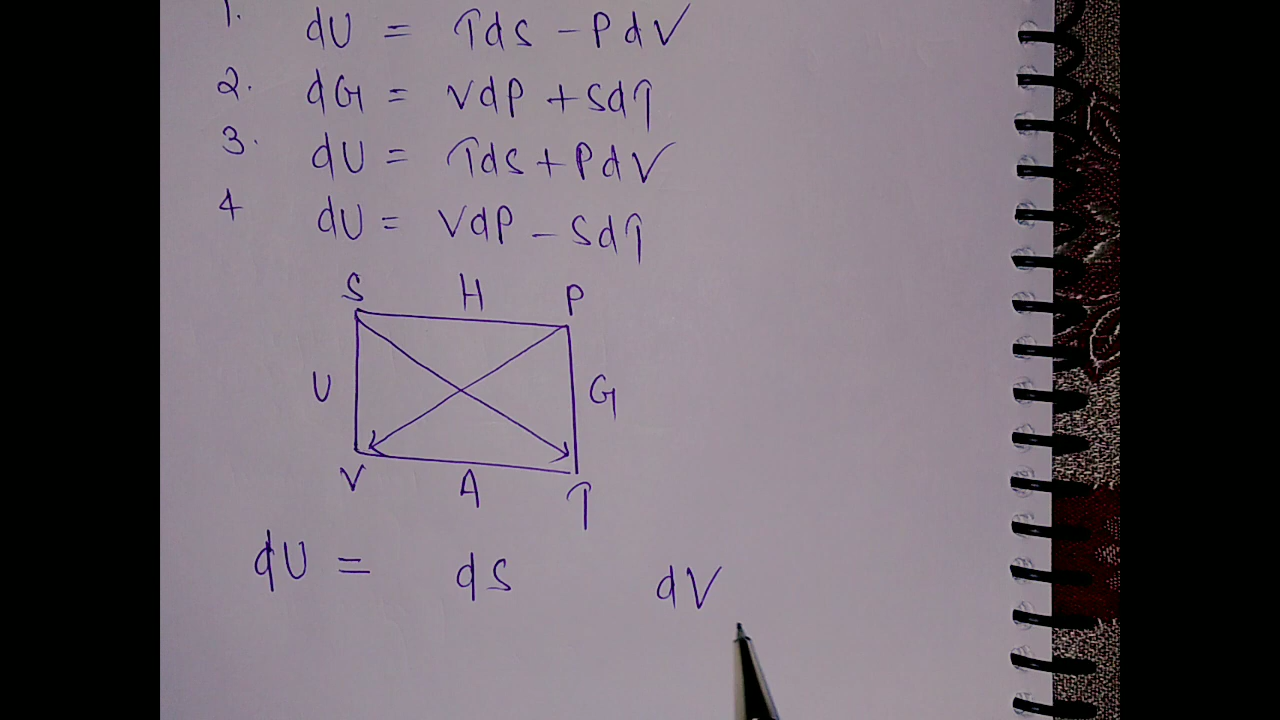 1. dU = Tds - PdV
2. dG = VdP + SdT
3. dU = Tds + PdV
4 dU = VdP - SdT
S H P
U G
V A T
dU = ds dV